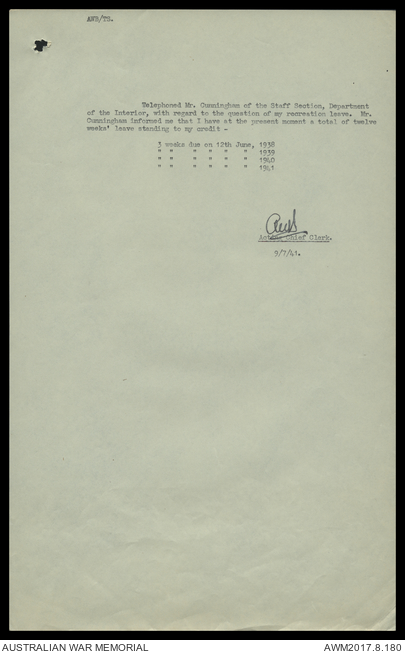 AWB/TS.
Telephoned Mr. Cunningham of the Staff Section, Department
of the Interior, with regard to the question of my recreation leave. Mr.
Cunningham informed me that I have at the present moment a total of twelve
weeks' leave standing to my credit -
3 weeks due on 12th June, 1938
" " " " " " 1939
" " " " " " 1940
" " " " " " 1941
Acting Chief Clerk.
9/7/41.
AUSTRALIAN WAR MEMORIAL
AWM2017.8.180